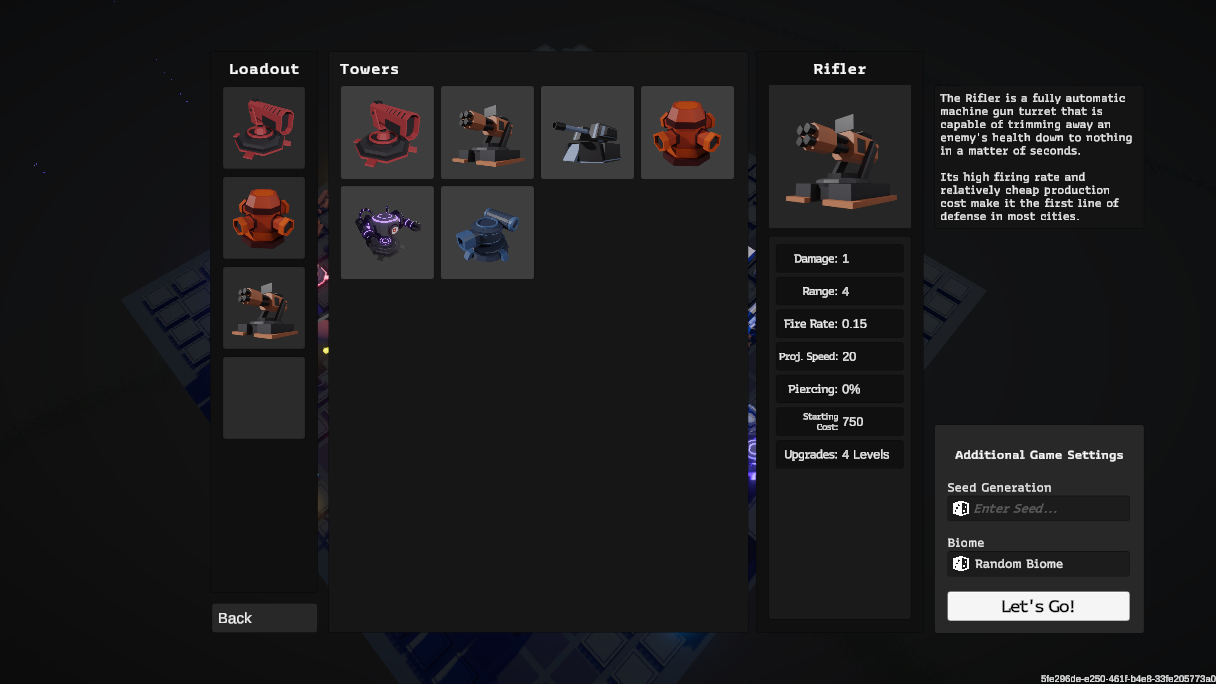 Loadout
Towers
Rifler
The Rifler is a fully automatic
machine gun turret that is
capable of trimming away an
enemy's health down to nothing
in a matter of seconds.
Its high firing rate and
relatively cheap production
cost make it the first line of
defense in most cities.
Damage: 1
Range: 4
Fire Rate: 0.15
Proj. Speed: 20
Piercing: 0%
Starting
Cost: 750
Upgrades: 4 Levels
Additional Game Settings
Seed Generation
Enter Seed...
Biome
Random Biome
Let's Go!
Back
5fe296de-e250-461f-b4e8-33fe205773a0